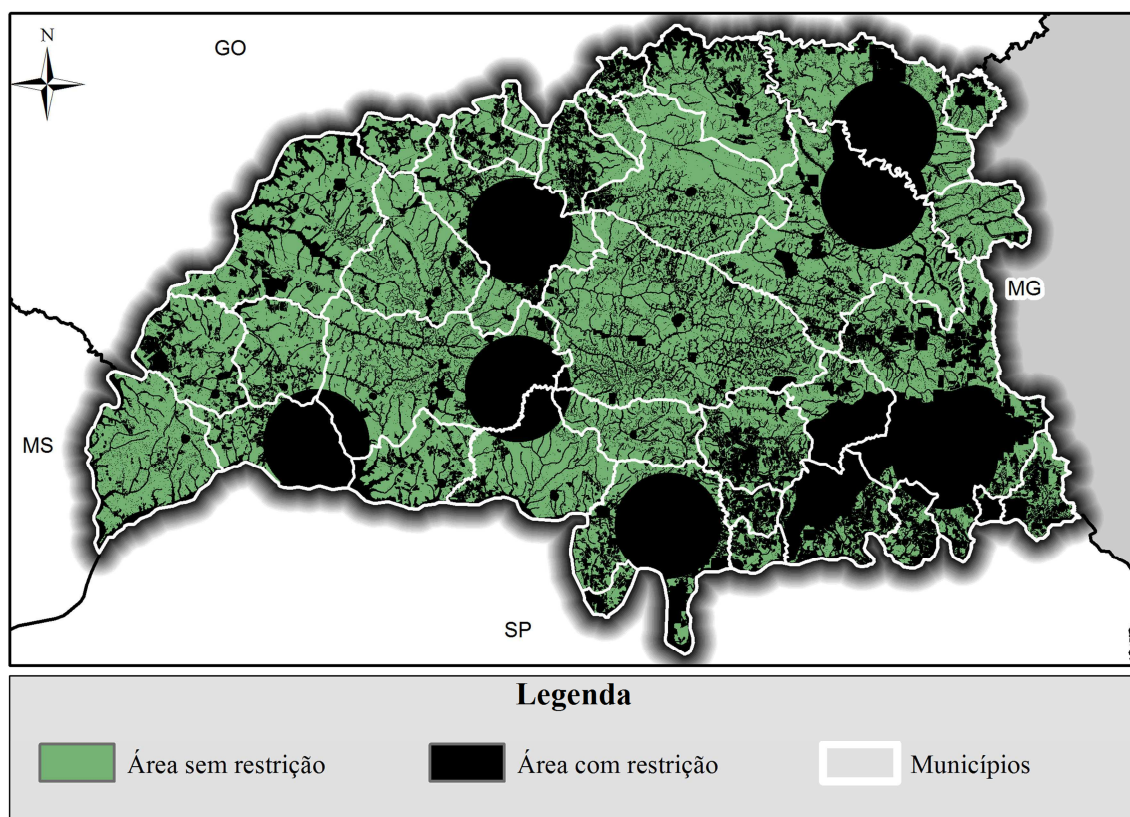 GO
N
MG
MS
SP
Legenda
Área sem restrição
Área com restrição
Municípios